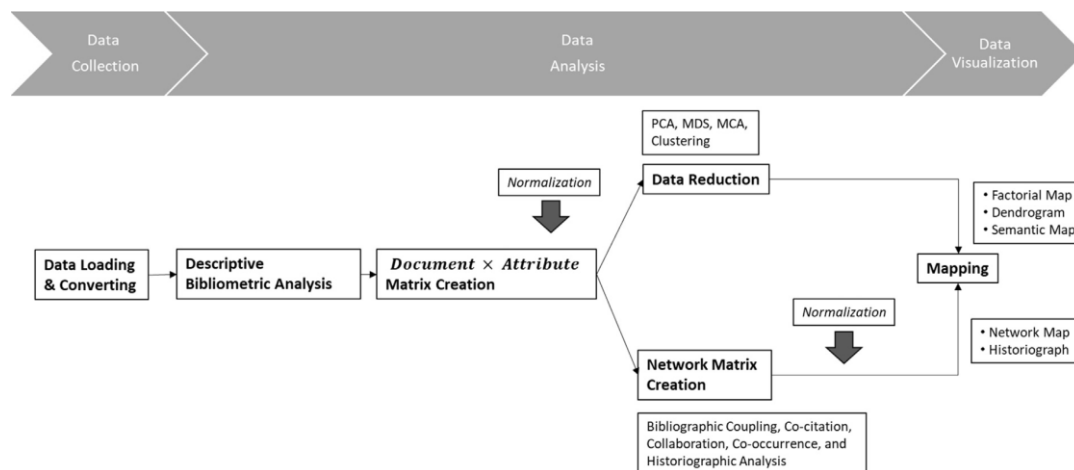 Data
Collection
Data
Analysis
Data
Visualization
PCA, MDS, MCA,
Clustering
Normalization
Data Reduction
• Factorial Map
• Dendrogram
• Semantic Map
Data Loading
& Converting
Descriptive
Bibliometric Analysis
Document × Attribute
Matrix Creation
Mapping
Normalization
• Network Map
• Historiograph
Network Matrix
Creation
Bibliographic Coupling, Co-citation,
Collaboration, Co-occurrence, and
Historiographic Analysis